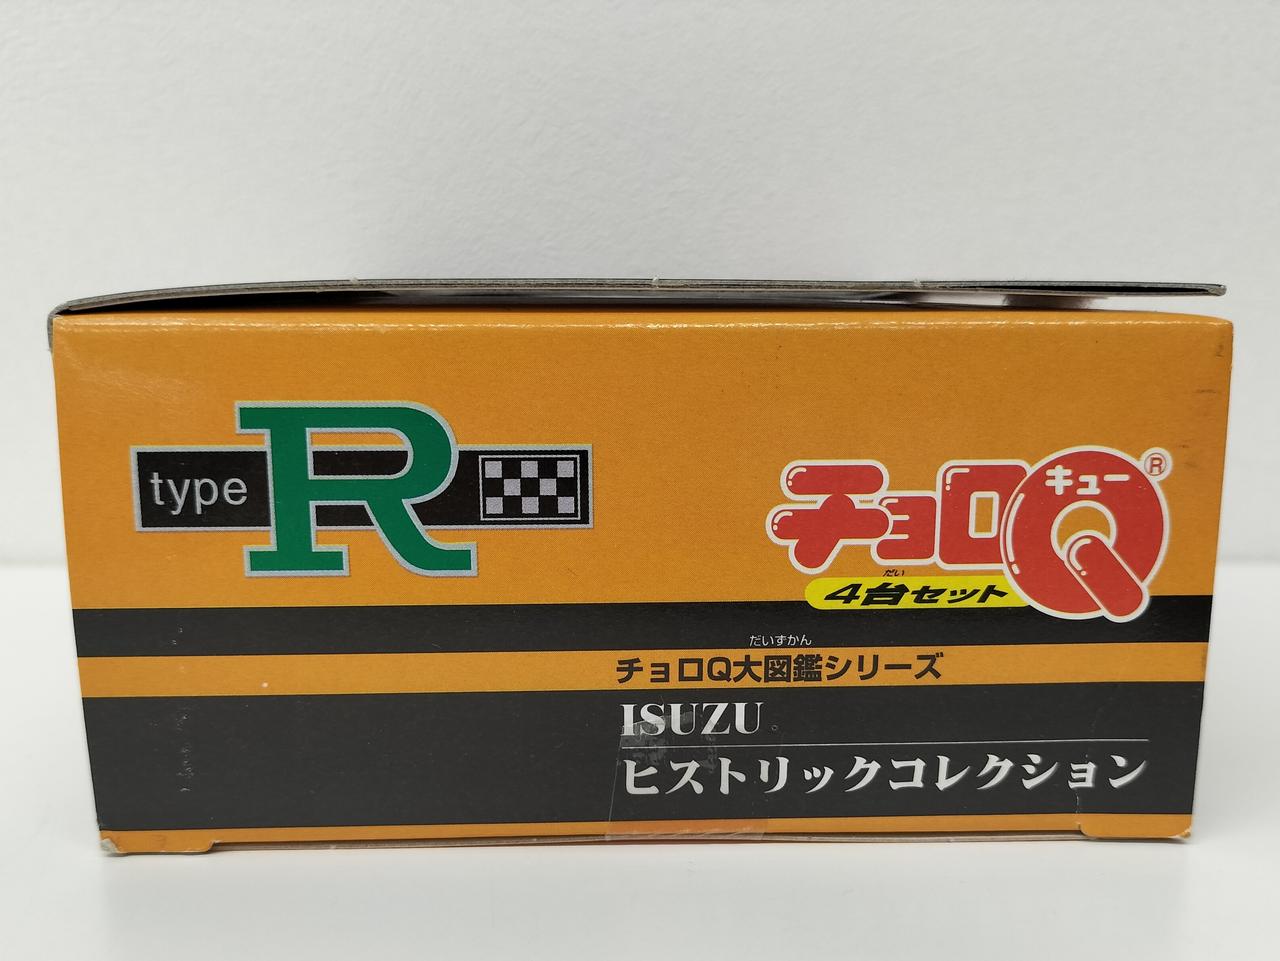 type R
チョロQ
キュー
®
だい
4台セット
だいずかん
チョロQ大図鑑シリーズ
ISUZU
ヒストリックコレクション